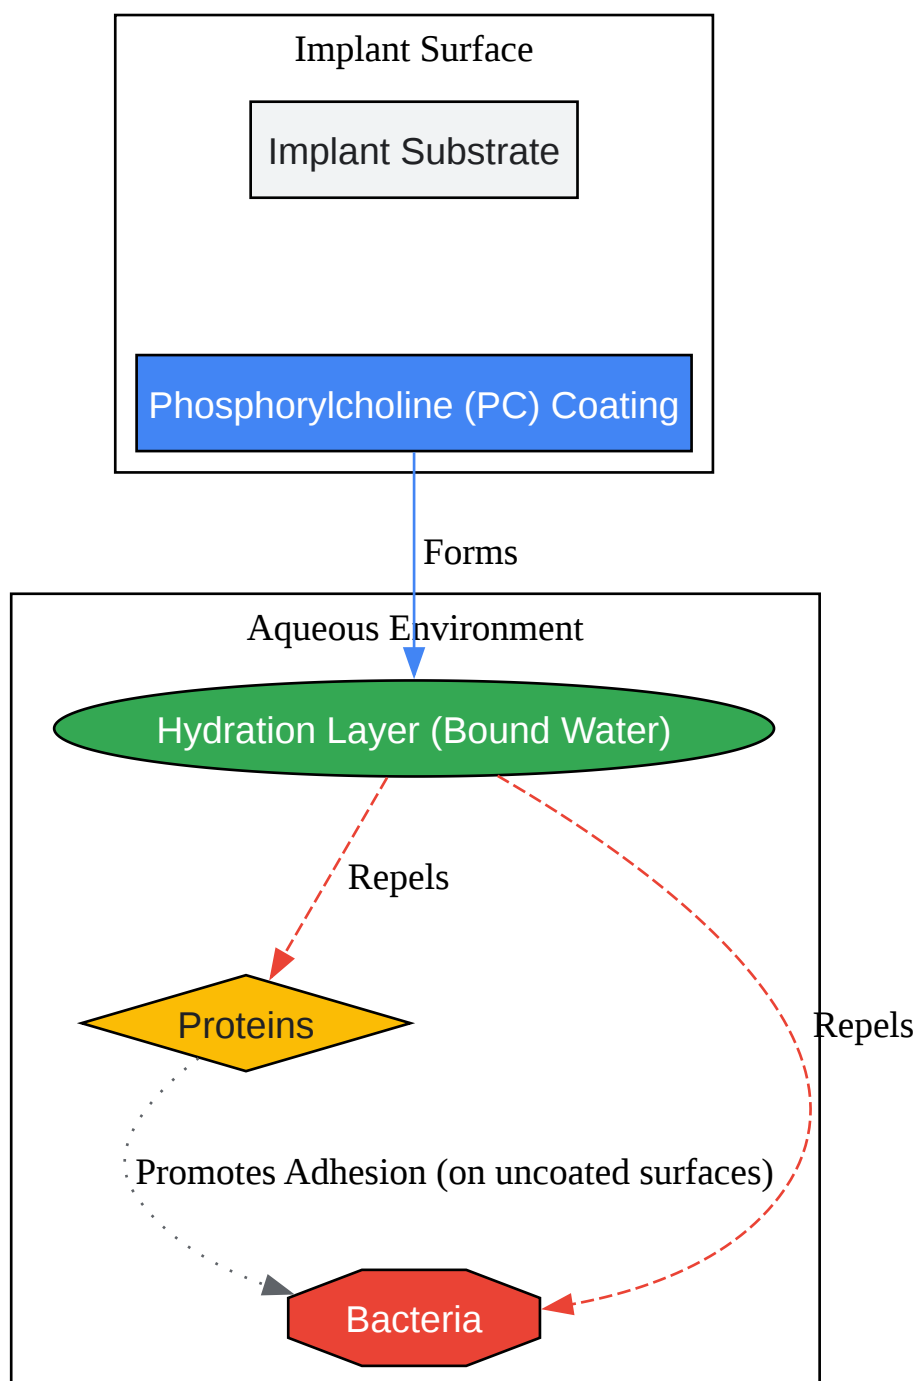 Implant Surface
Implant Substrate
Phosphorylcholine (PC) Coating
Forms
Aqueous Environment
Hydration Layer (Bound Water)
Repels
Proteins
Repels
Promotes Adhesion (on uncoated surfaces)
Bacteria